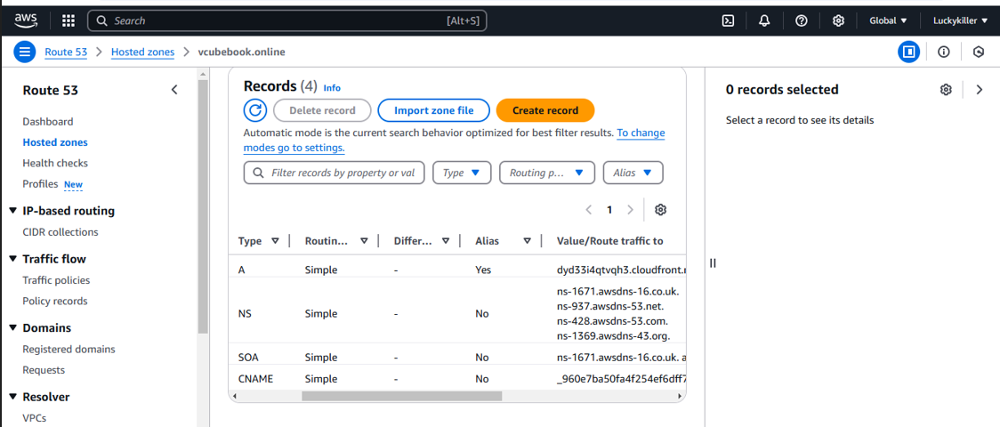 aws
Search [Alt+S]
Global Luckykiller
Route 53 Hosted zones vcubebook.online
Route 53
Dashboard
Hosted zones
Health checks
Profiles New
IP-based routing
CIDR collections
Traffic flow
Traffic policies
Policy records
Domains
Registered domains
Requests
Resolver
VPCs
Records (4) Info
Delete record Import zone file Create record
Automatic mode is the current search behavior optimized for best filter results. To change
modes go to settings.
Filter records by property or val Type Routing p... Alias
1
Type Routin... Differ... Alias Value/Route traffic to
A Simple - Yes dyd33i4qtvqh3.cloudfront.
NS Simple - No ns-1671.awsdns-16.co.uk.
ns-937.awsdns-53.net.
ns-428.awsdns-53.com.
ns-1369.awsdns-43.org.
SOA Simple - No ns-1671.awsdns-16.co.uk. a
CNAME Simple - No _960e7ba50fa4f254ef6dff7
0 records selected
Select a record to see its details